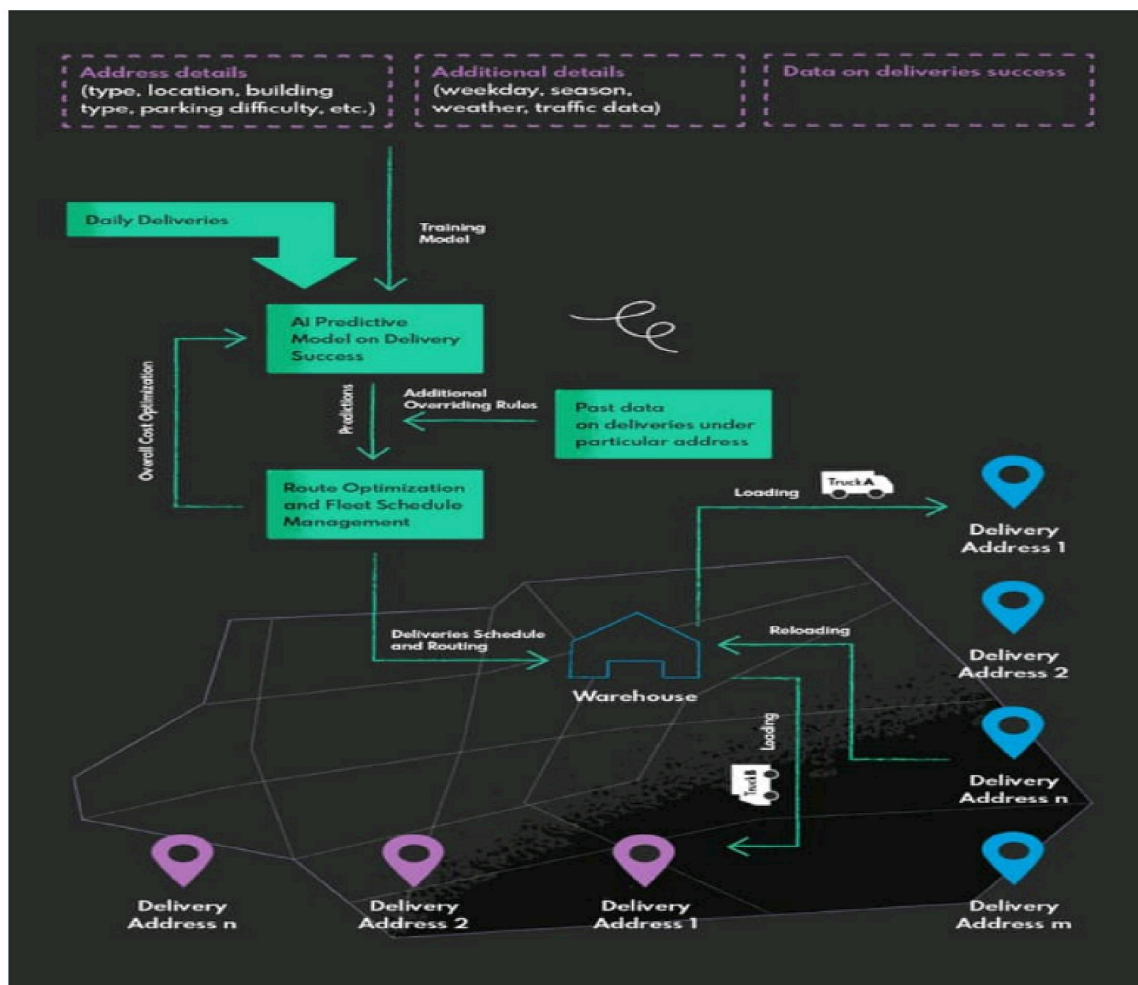 Address details
(type, location, building
type, parking difficulty, etc.)
Additional details
(weekday, season,
weather, traffic data)
Data on deliveries success
Daily Deliveries
Training
Model
AI Predictive
Model on Delivery
Success
Overall Cost Optimization
Predictions
Additional
Overriding Rules
Past data
on deliveries under
particular address
Route Optimization
and Fleet Schedule
Management
Loading
Truck A
Delivery
Address 1
Deliveries Schedule
and Routing
Warehouse
Reloading
Delivery
Address 2
Loading
Truck B
Delivery
Address n
Delivery
Address n
Delivery
Address 2
Delivery
Address 1
Delivery
Address m